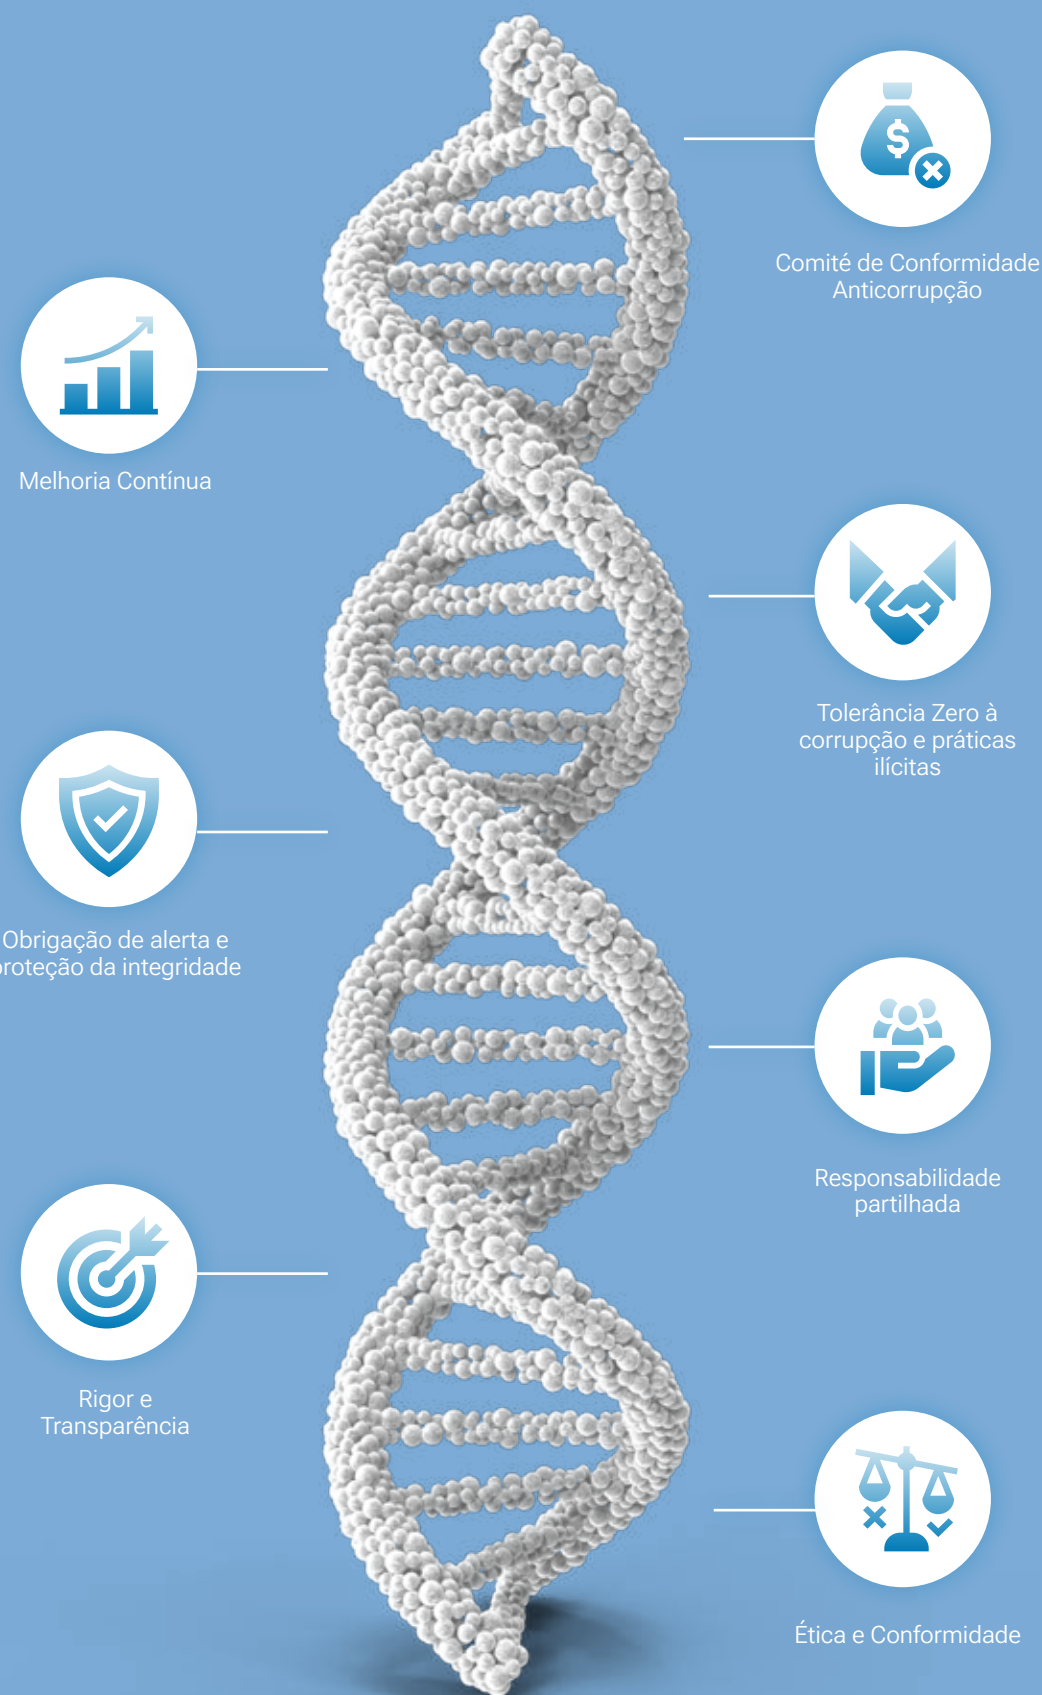 Comité de Conformidade
Anticorrupção
Melhoria Contínua
Tolerância Zero à
corrupção e práticas
ilícitas
Obrigação de alerta e
proteção da integridade
Responsabilidade
partilhada
Rigor e
Transparência
Ética e Conformidade
$